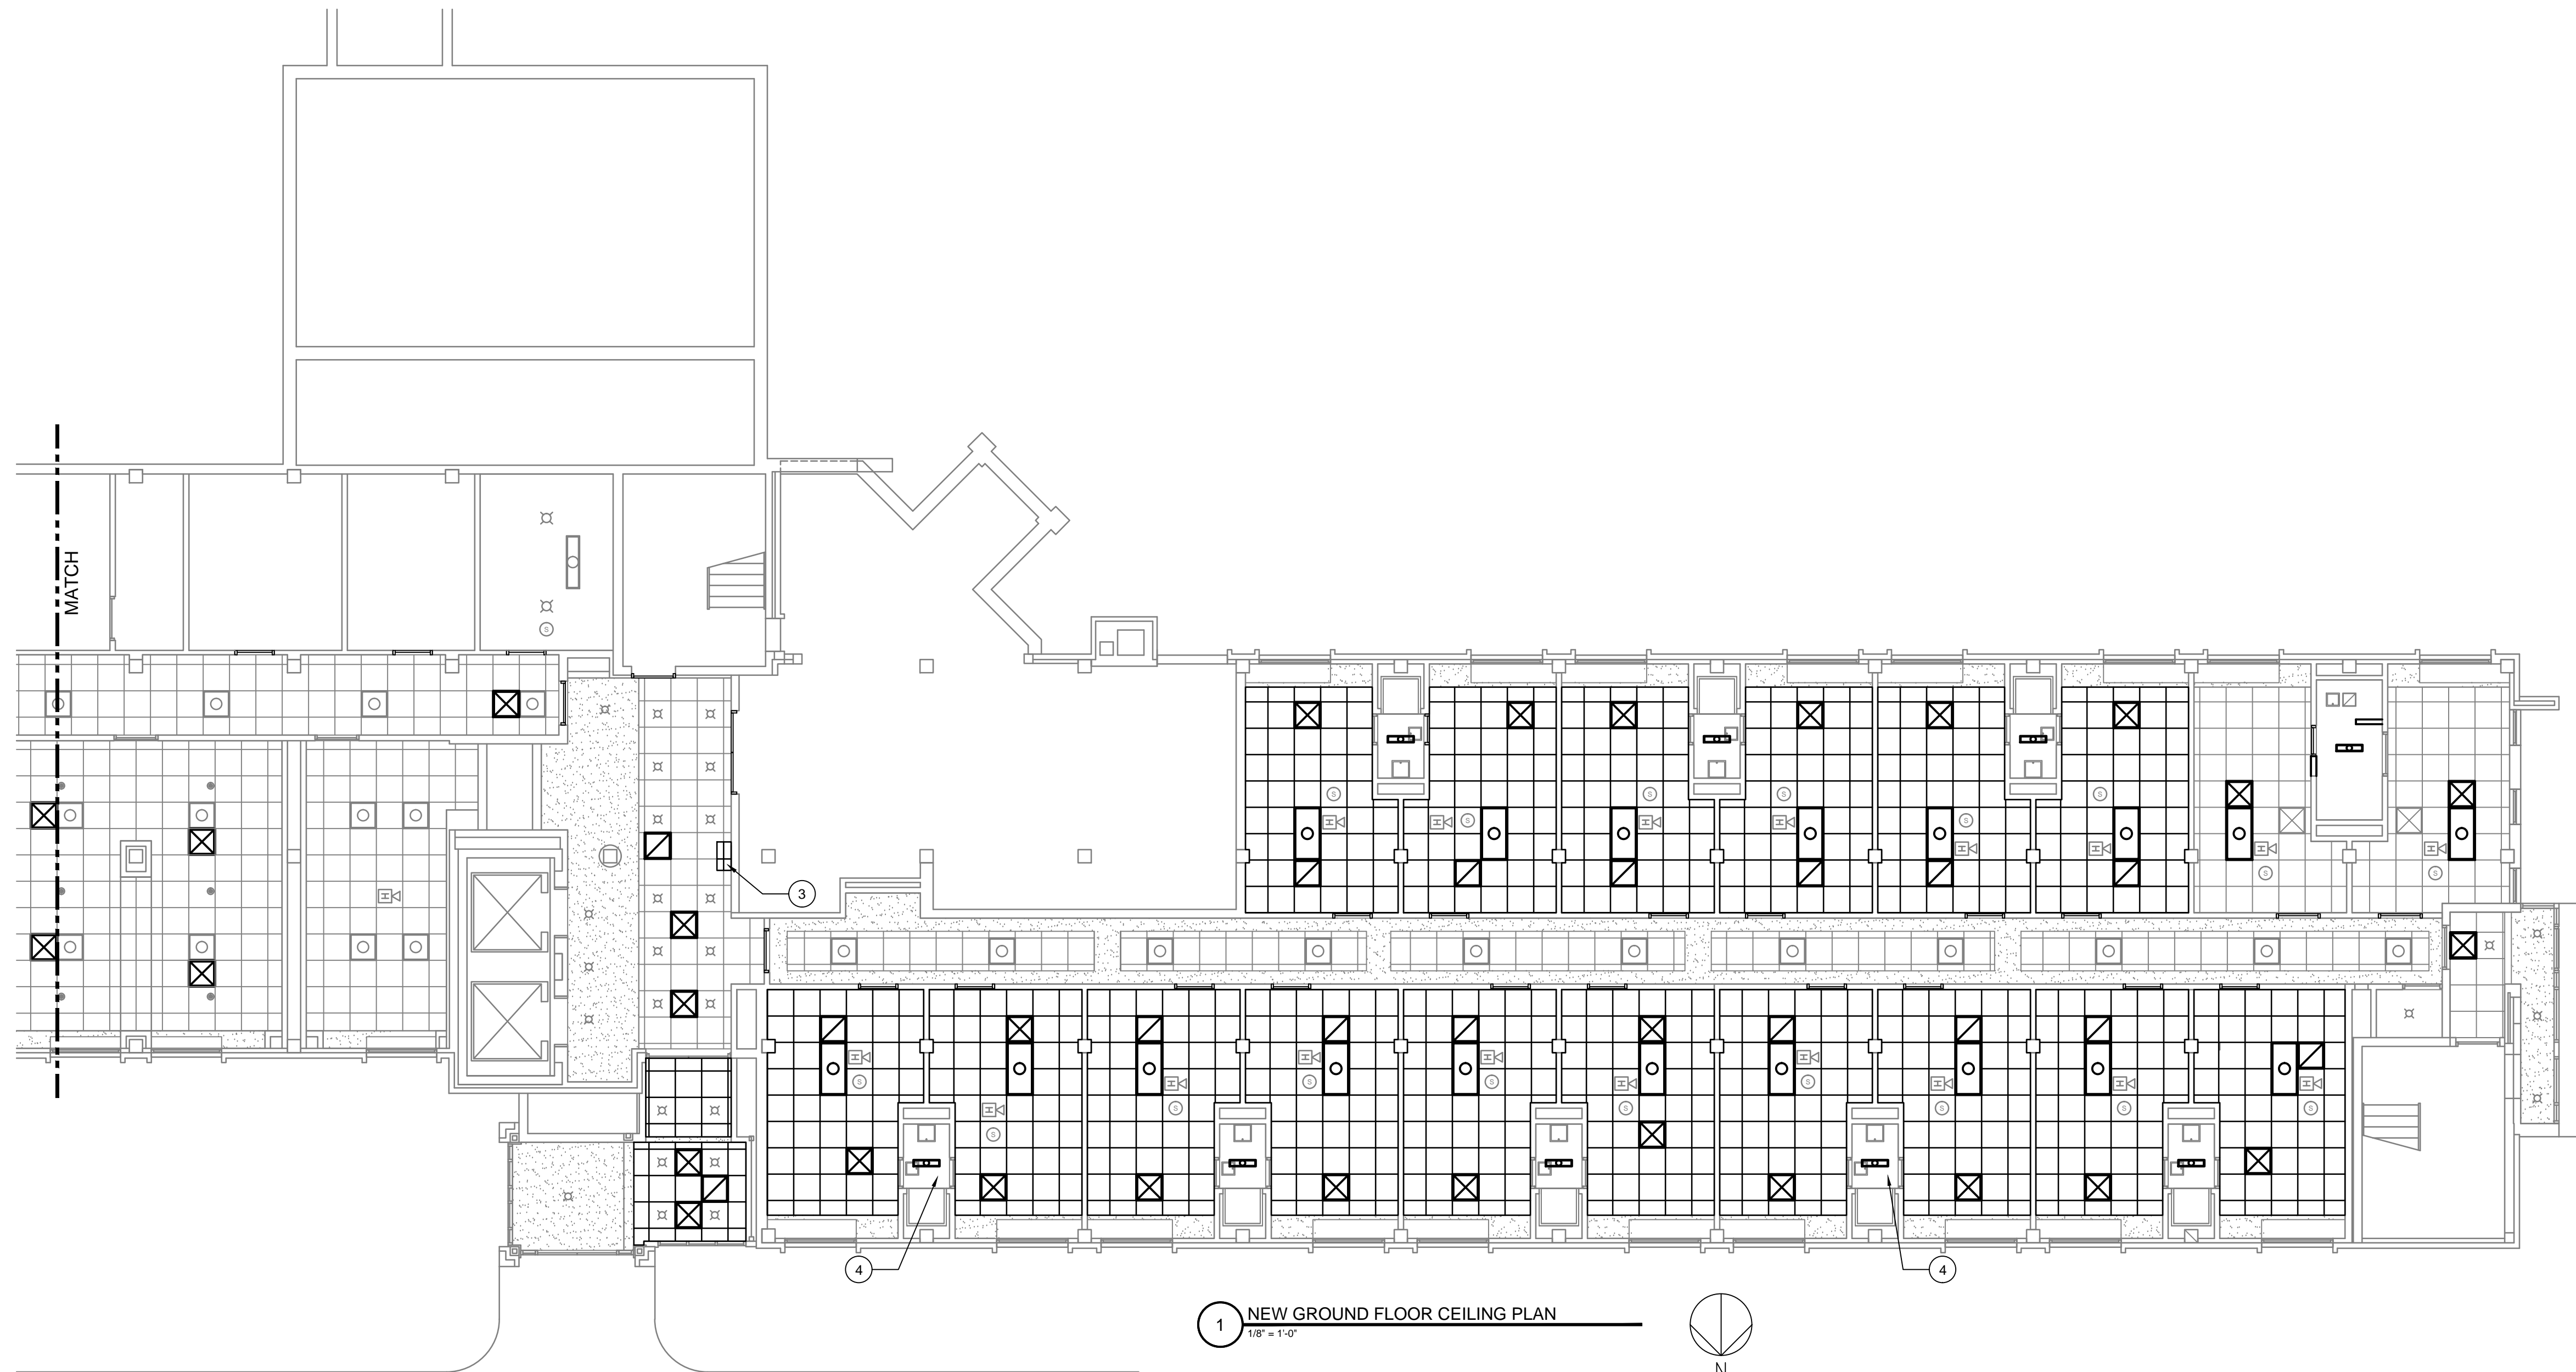 MATCH
S
S S S S
H H S H H S
H H H H
S S
H
3
H H H H
S H S S H S H H H
S S S S S
H
S
4
4
1 NEW GROUND FLOOR CEILING PLAN
1/8" = 1'-0"
N